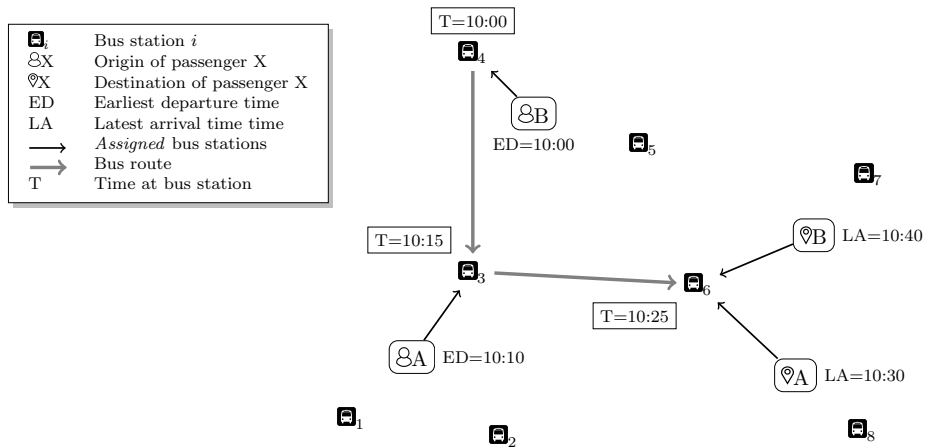 i Bus station i
X Origin of passenger X
X Destination of passenger X
ED Earliest departure time
LA Latest arrival time time
Assigned bus stations
Bus route
T Time at bus station
T=10:00
4
B
ED=10:00
5
7
T=10:15
B LA=10:40
3
6
T=10:25
A ED=10:10
A LA=10:30
1
2
8